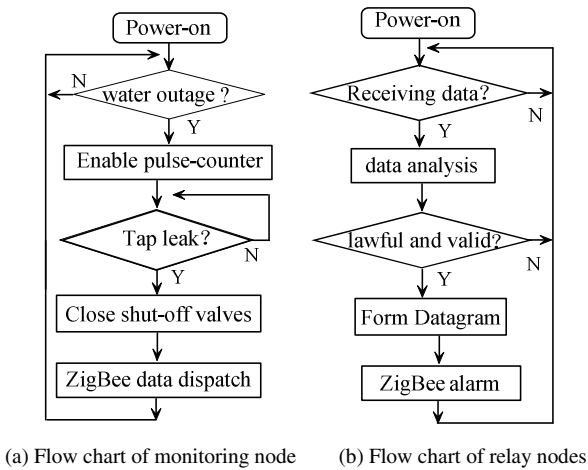 Power-on
water outage ?
N
Y
Enable pulse-counter
Tap leak?
N
Y
Close shut-off valves
ZigBee data dispatch
(a) Flow chart of monitoring node
Power-on
Receiving data?
N
Y
data analysis
lawful and valid?
N
Y
Form Datagram
ZigBee alarm
(b) Flow chart of relay nodes